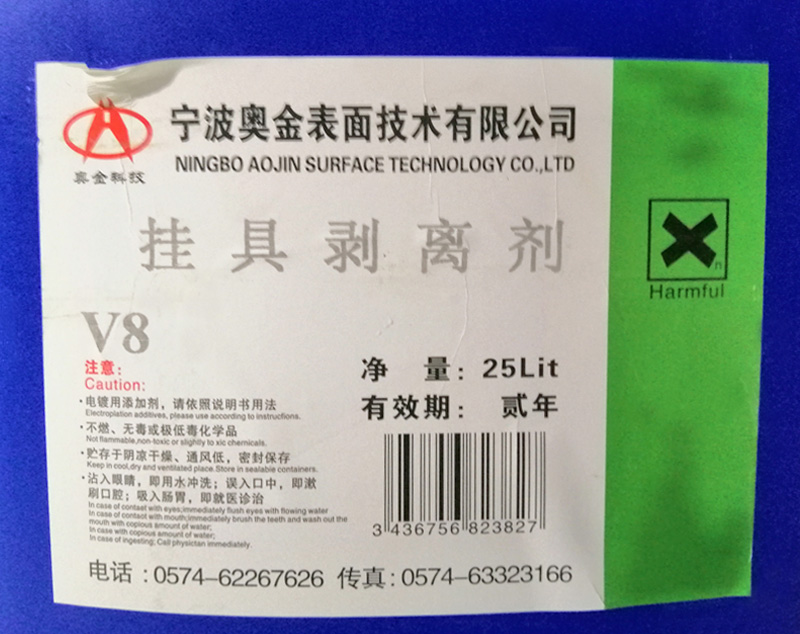 宁波奥金表面技术有限公司
NINGBO AOJIN SURFACE TECHNOLOGY CO.,LTD
奥金科技
挂具剥离剂
V8
注意:
Caution:
·电镀用添加剂，请依照说明书用法
Electroplation additives, please use according to instructions.
·不燃、无毒或极低毒化学品
Not flammable,non-toxic or slightly to xic chemicals.
·贮存于阴凉干燥、通风低，密封保存
Keep in cool,dry and ventilated place.Store in sealable containers.
·沾入眼睛，即用水冲洗；误入口中，即漱
刷口腔；吸入肠胃，即就医诊治
In case of contact with eyes;immediately flush eyes with flowing water
In case of contact with mouth;immediately brush the teeth and wash out the
mouth with copious amount of water;
In case with copious amount of water;
In case of ingesting; Cell physictan immediately.
净 量: 25Lit
有效期: 贰年
3 436756 823827
电话:0574-62267626 传真:0574-63323166
n
Harmful